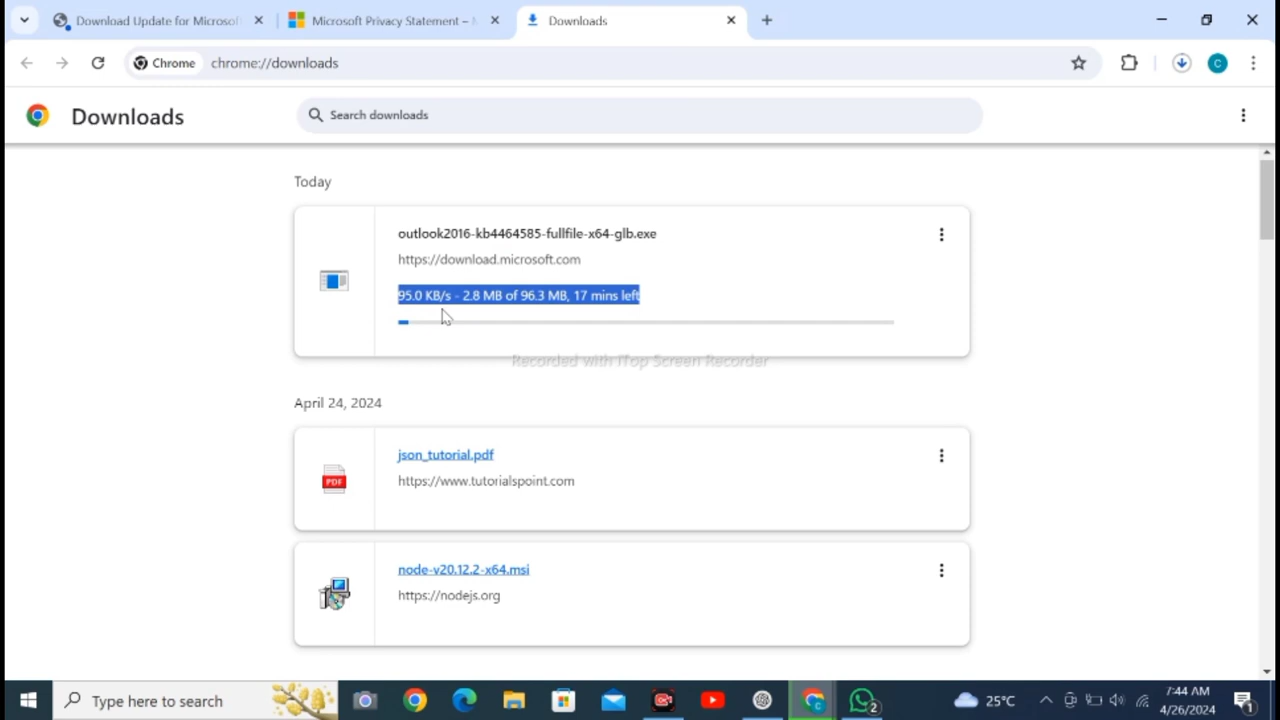 Download Update for Microsof
Microsoft Privacy Statement – M
Downloads
Chrome
chrome://downloads
C
Downloads
Search downloads
Today
outlook2016-kb4464585-fullfile-x64-glb.exe
https://download.microsoft.com
95.0 KB/s - 2.8 MB of 96.3 MB, 17 mins left
Recorded with iTop Screen Recorder
April 24, 2024
json_tutorial.pdf
https://www.tutorialspoint.com
PDF
node-v20.12.2-x64.msi
https://nodejs.org
Type here to search
C
2
25°C
7:44 AM
4/26/2024
1